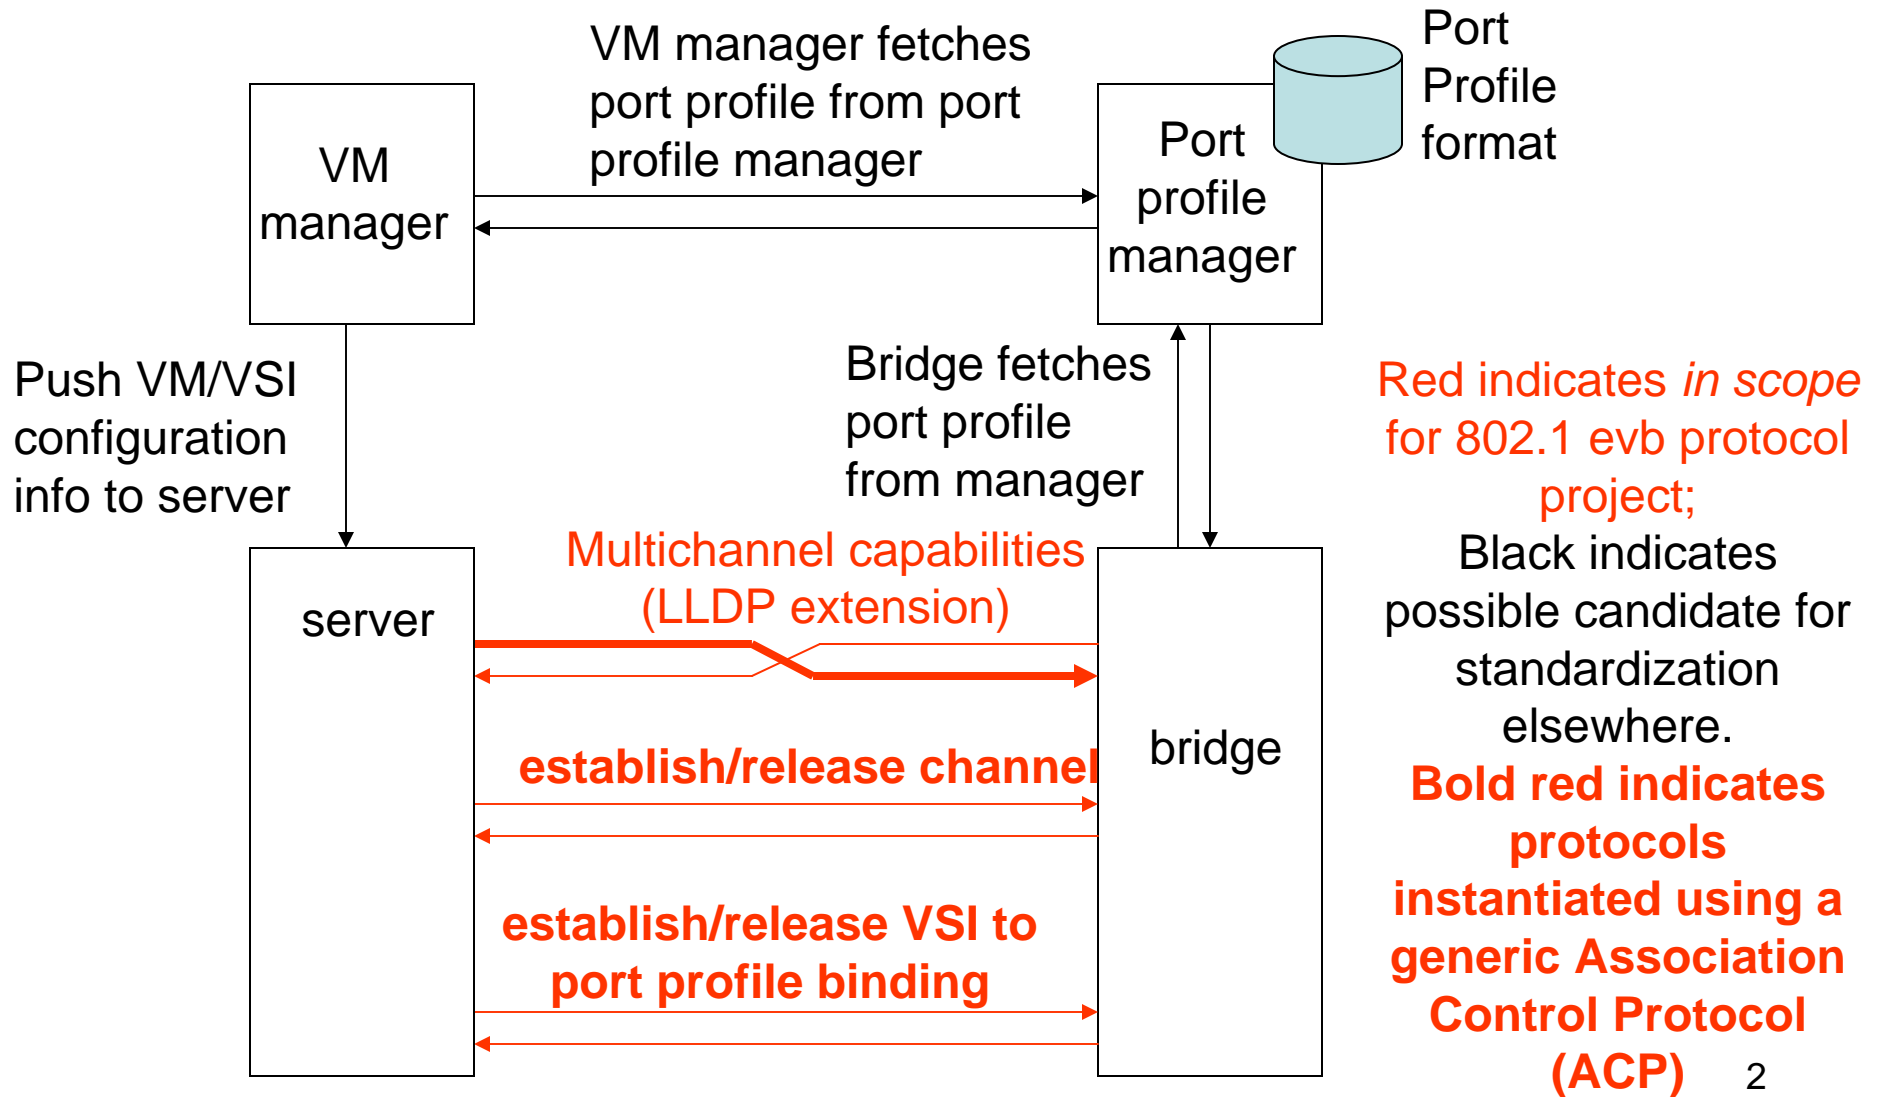 VM manager fetches
port profile from port
profile manager
Port
Profile
format
VM
manager
Port
profile
manager
Push VM/VSI
configuration
info to server
Bridge fetches
port profile
from manager
Multichannel capabilities
(LLDP extension)
server
establish/release channel
bridge
establish/release VSI to
port profile binding
Red indicates in scope
for 802.1 evb protocol
project;
Black indicates
possible candidate for
standardization
elsewhere.
Bold red indicates
protocols
instantiated using a
generic Association
Control Protocol
(ACP)
2